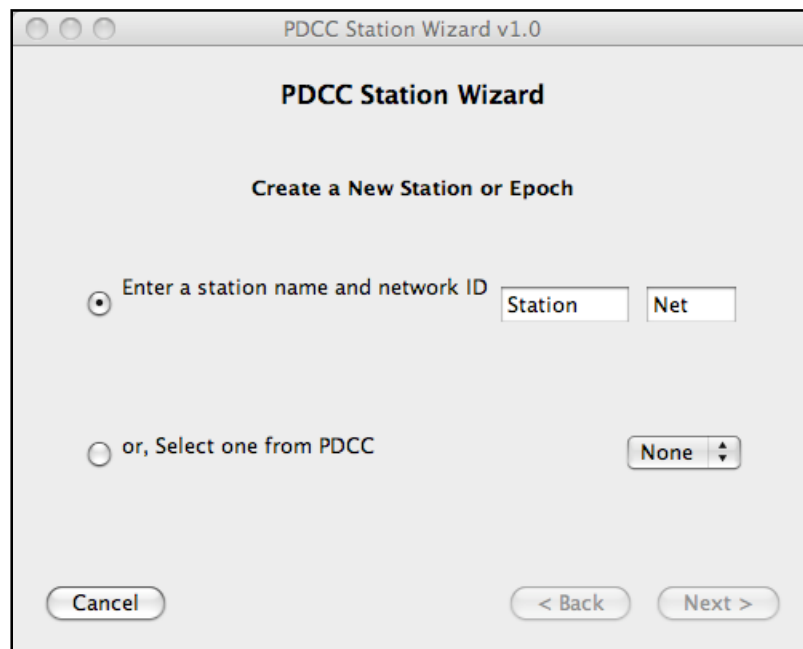 PDCC Station Wizard v1.0
PDCC Station Wizard
Create a New Station or Epoch
Enter a station name and network ID Station Net
or, Select one from PDCC None
Cancel < Back Next >